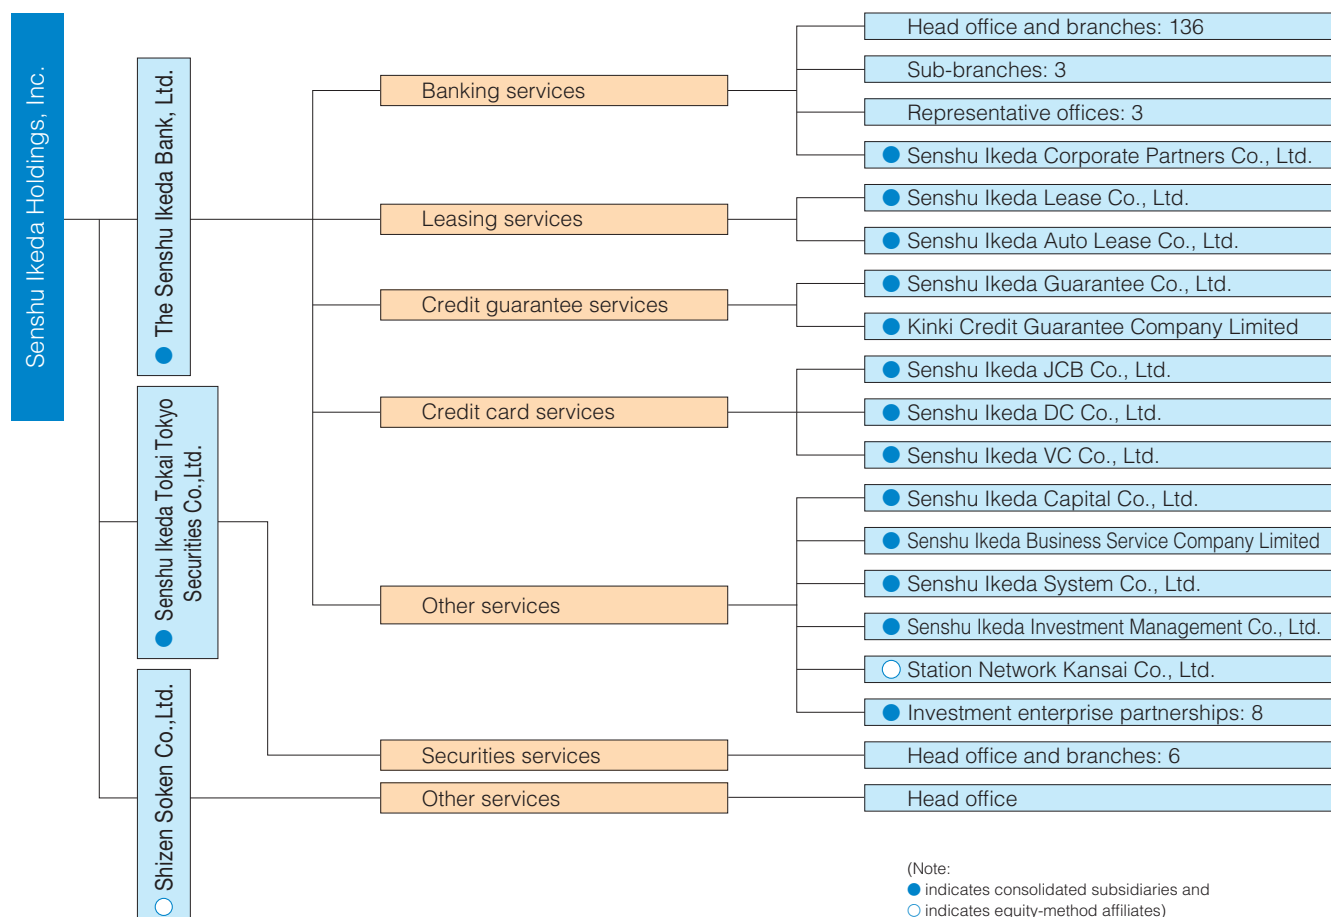 Senshu Ikeda Holdings, Inc.
● The Senshu Ikeda Bank, Ltd.
● Senshu Ikeda Tokai Tokyo
Securities Co.,Ltd.
○ Shizen Soken Co.,Ltd.
Banking services
Head office and branches: 136
Sub-branches: 3
Representative offices: 3
● Senshu Ikeda Corporate Partners Co., Ltd.
Leasing services
● Senshu Ikeda Lease Co., Ltd.
● Senshu Ikeda Auto Lease Co., Ltd.
Credit guarantee services
● Senshu Ikeda Guarantee Co., Ltd.
● Kinki Credit Guarantee Company Limited
Credit card services
● Senshu Ikeda JCB Co., Ltd.
● Senshu Ikeda DC Co., Ltd.
● Senshu Ikeda VC Co., Ltd.
Other services
● Senshu Ikeda Capital Co., Ltd.
● Senshu Ikeda Business Service Company Limited
● Senshu Ikeda System Co., Ltd.
● Senshu Ikeda Investment Management Co., Ltd.
○ Station Network Kansai Co., Ltd.
● Investment enterprise partnerships: 8
Securities services
Head office and branches: 6
Other services
Head office
(Note:
● indicates consolidated subsidiaries and
○ indicates equity-method affiliates)